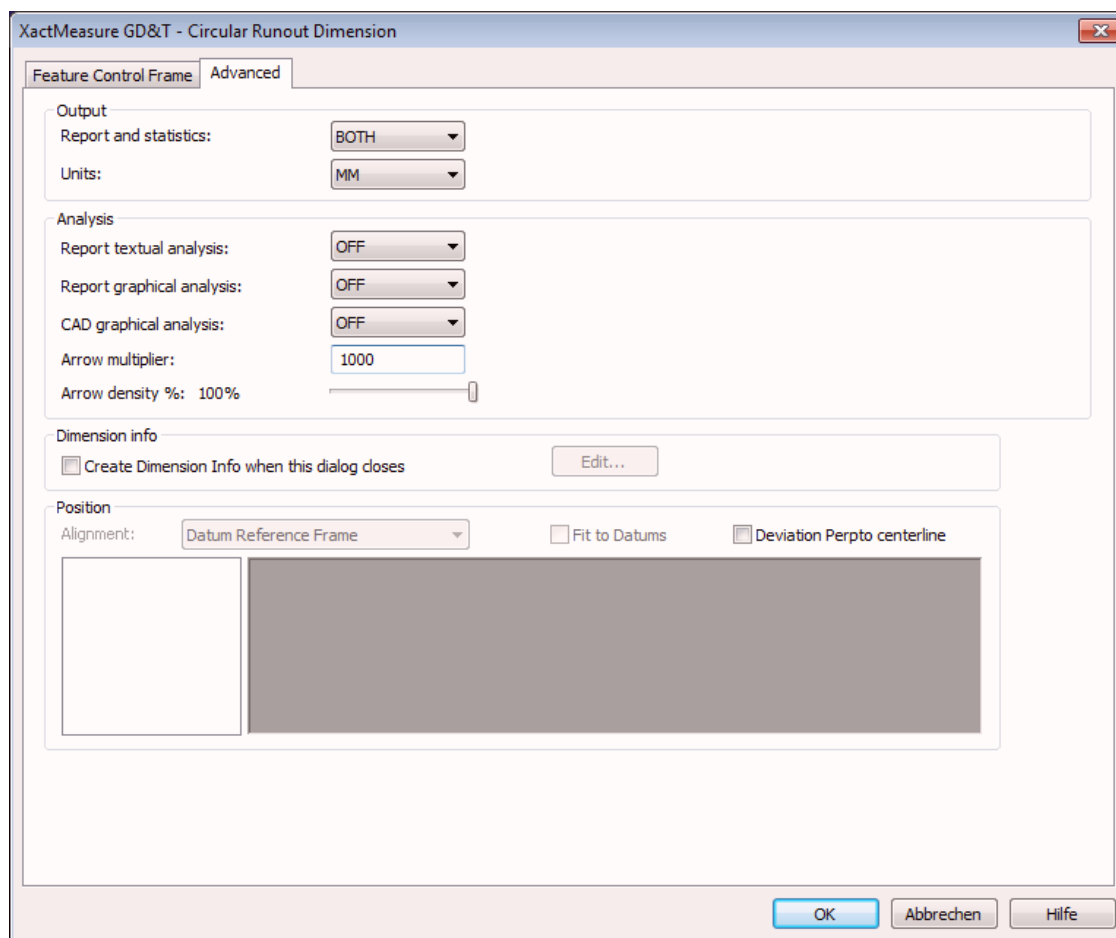 XactMeasure GD&T - Circular Runout Dimension
Feature Control Frame Advanced
Output
Report and statistics: BOTH
Units: MM
Analysis
Report textual analysis: OFF
Report graphical analysis: OFF
CAD graphical analysis: OFF
Arrow multiplier: 1000
Arrow density %: 100%
Dimension info
Create Dimension Info when this dialog closes Edit...
Position
Alignment: Datum Reference Frame Fit to Datums Deviation Perpto centerline
OK Abbrechen Hilfe